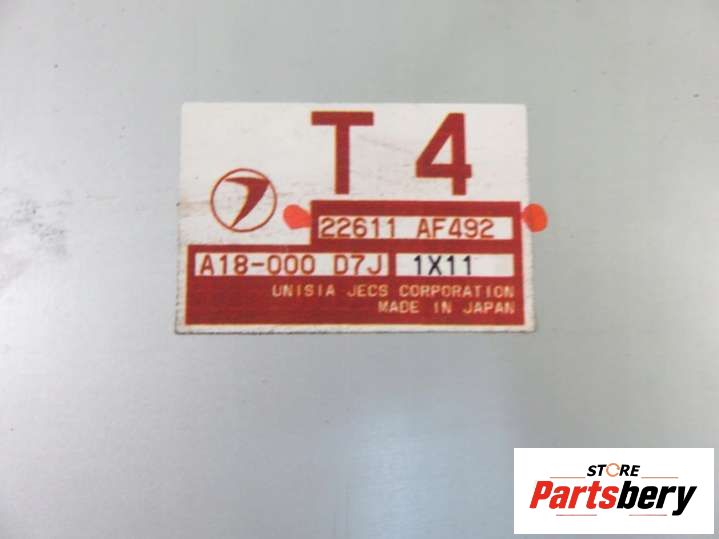 T 4
22611 AF492
A18-000 D7J 1X11
UNISIA JECS CORPORATION
MADE IN JAPAN
STORE
Partsbery